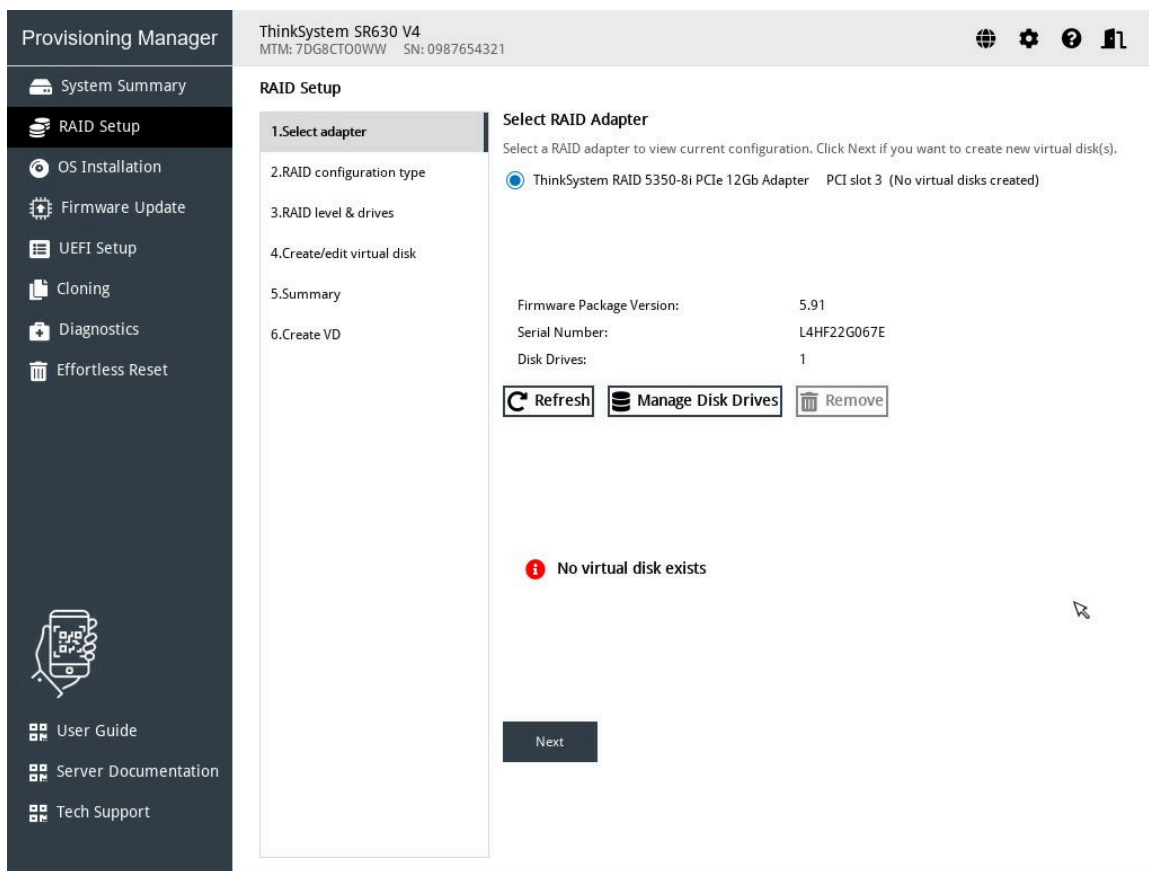 Provisioning Manager
ThinkSystem SR630 V4
MTM: 7DG8CTO0WW SN: 0987654321
System Summary
RAID Setup
OS Installation
Firmware Update
UEFI Setup
Cloning
Diagnostics
Effortless Reset
User Guide
Server Documentation
Tech Support
RAID Setup
1.Select adapter
2.RAID configuration type
3.RAID level & drives
4.Create/edit virtual disk
5.Summary
6.Create VD
Select RAID Adapter
Select a RAID adapter to view current configuration. Click Next if you want to create new virtual disk(s).
ThinkSystem RAID 5350-8i PCIe 12Gb Adapter PCI slot 3 (No virtual disks created)
Firmware Package Version: 5.91
Serial Number: L4HF22G067E
Disk Drives: 1
Refresh Manage Disk Drives Remove
No virtual disk exists
Next